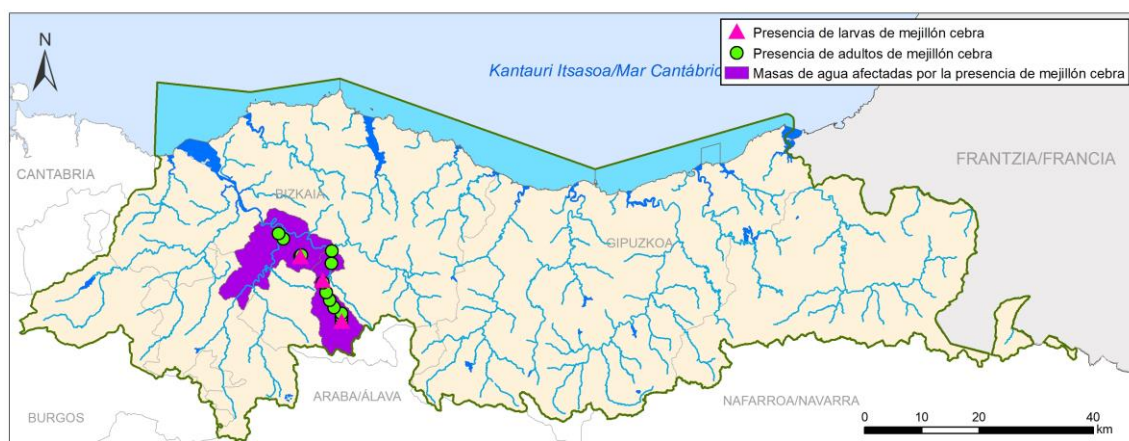 N
Presencia de larvas de mejillón cebra
Presencia de adultos de mejillón cebra
Masas de agua afectadas por la presencia de mejillón cebra
Kantauri Itsasoa/Mar Cantábric
FRANTZIA/FRANCIA
CANTABRIA
BIZKAIA
GIPUZKOA
ARABA/ÁLAVA
NAFARROA/NAVARRA
BURGOS
0 10 20 40
km